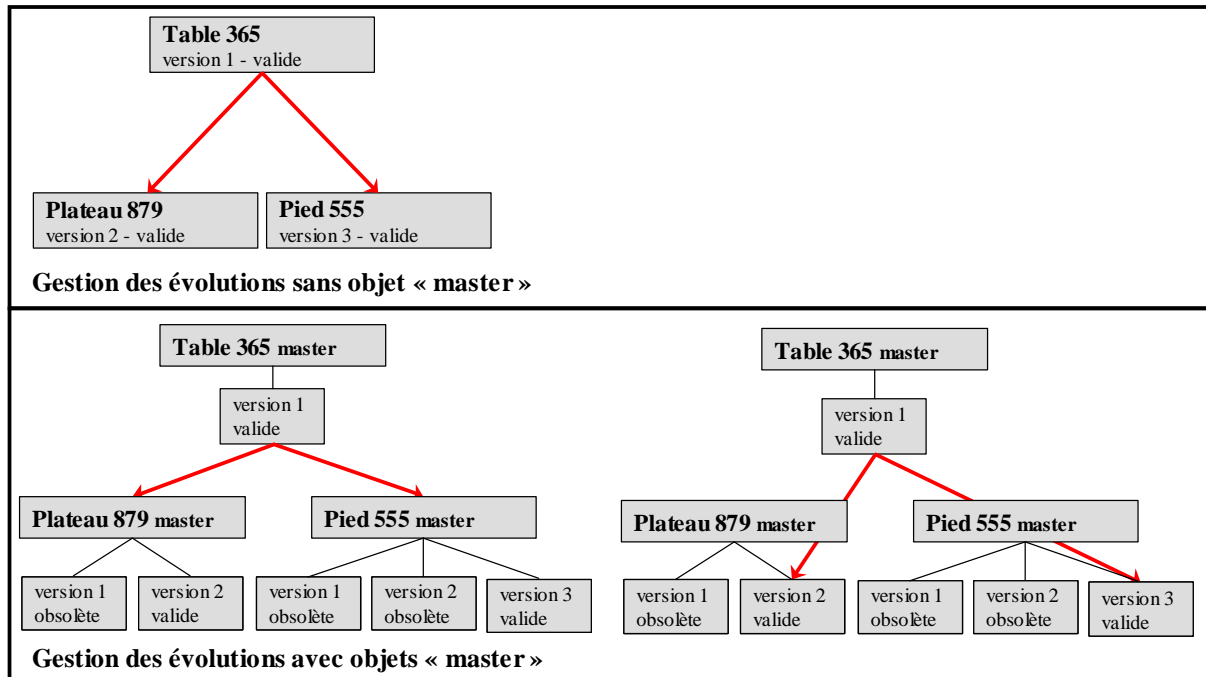 Table 365
version 1 - valide
Plateau 879
version 2 - valide
Pied 555
version 3 - valide
Gestion des évolutions sans objet « master »
Table 365 master
version 1
valide
Plateau 879 master
Pied 555 master
version 1
obsolète
version 2
valide
version 1
obsolète
version 2
obsolète
version 3
valide
Table 365 master
version 1
valide
Plateau 879 master
Pied 555 master
version 1
obsolète
version 2
valide
version 1
obsolète
version 2
obsolète
version 3
valide
Gestion des évolutions avec objets « master »